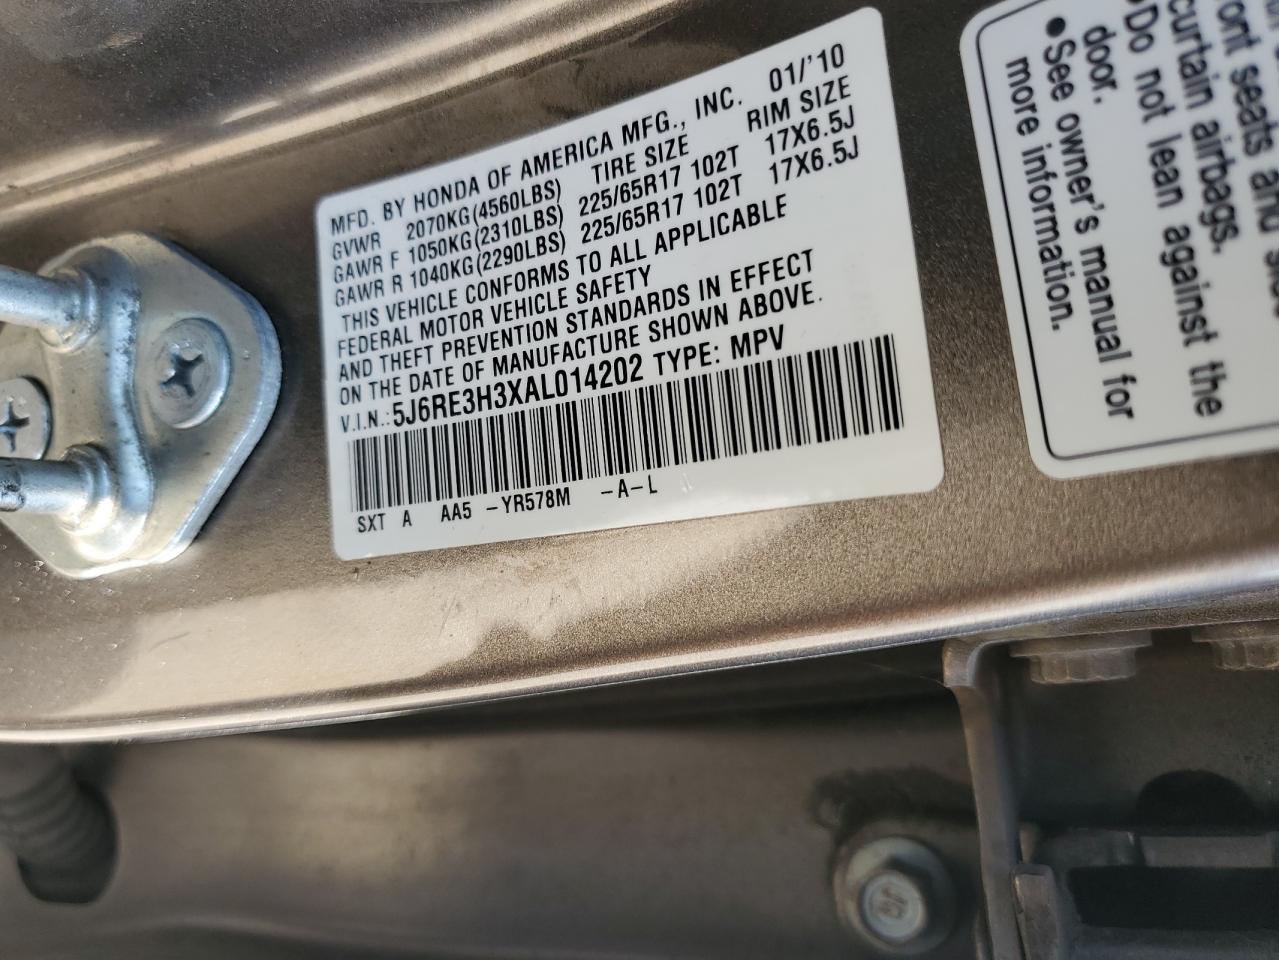 MFD. BY HONDA OF AMERICA MFG., INC. 01/'10
GVWR 2070KG(4560LBS) TIRE SIZE RIM SIZE
GAWR F 1050KG(2310LBS) 225/65R17 102T 17X6.5J
GAWR R 1040KG(2290LBS) 225/65R17 102T 17X6.5J
THIS VEHICLE CONFORMS TO ALL APPLICABLE
FEDERAL MOTOR VEHICLE SAFETY
AND THEFT PREVENTION STANDARDS IN EFFECT
ON THE DATE OF MANUFACTURE SHOWN ABOVE.
V.I.N.: 5J6RE3H3XAL014202 TYPE: MPV
SXT A AA5 -YR578M -A-L
seats and
curtain airbags.
Do not lean against the
door.
● See owner's manual for
more information.